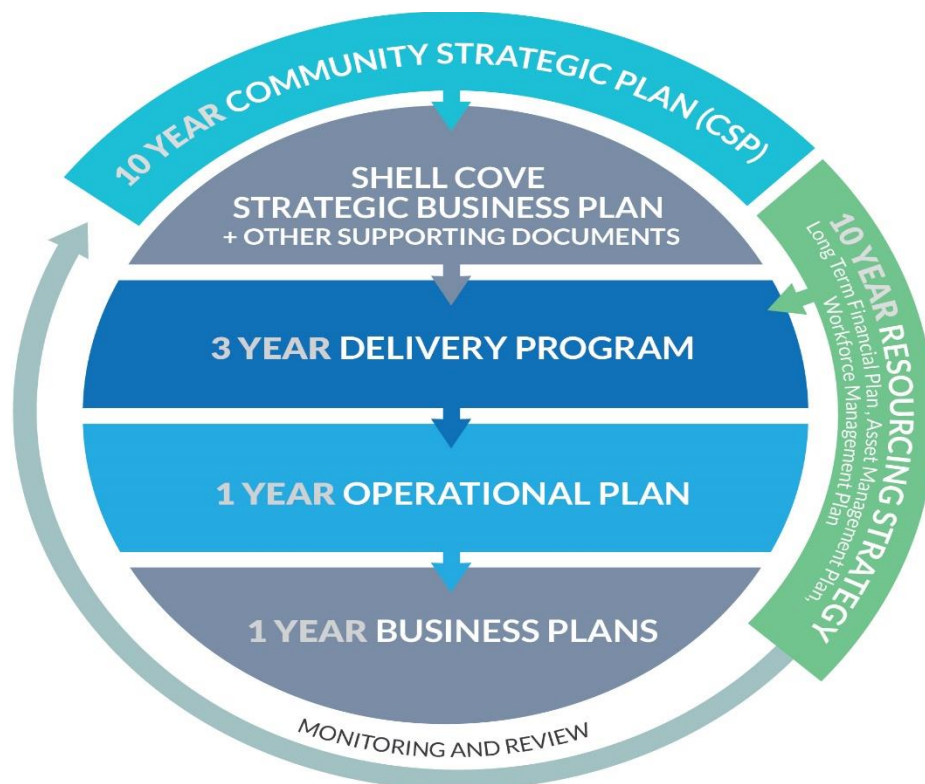 10 YEAR COMMUNITY STRATEGIC PLAN (CSP)
SHELL COVE
STRATEGIC BUSINESS PLAN
+ OTHER SUPPORTING DOCUMENTS
10 YEAR RESOURCING STRATEGY
Long Term Financial Plan, Asset Management Plan,
Workforce Management Plan
3 YEAR DELIVERY PROGRAM
1 YEAR OPERATIONAL PLAN
1 YEAR BUSINESS PLANS
MONITORING AND REVIEW